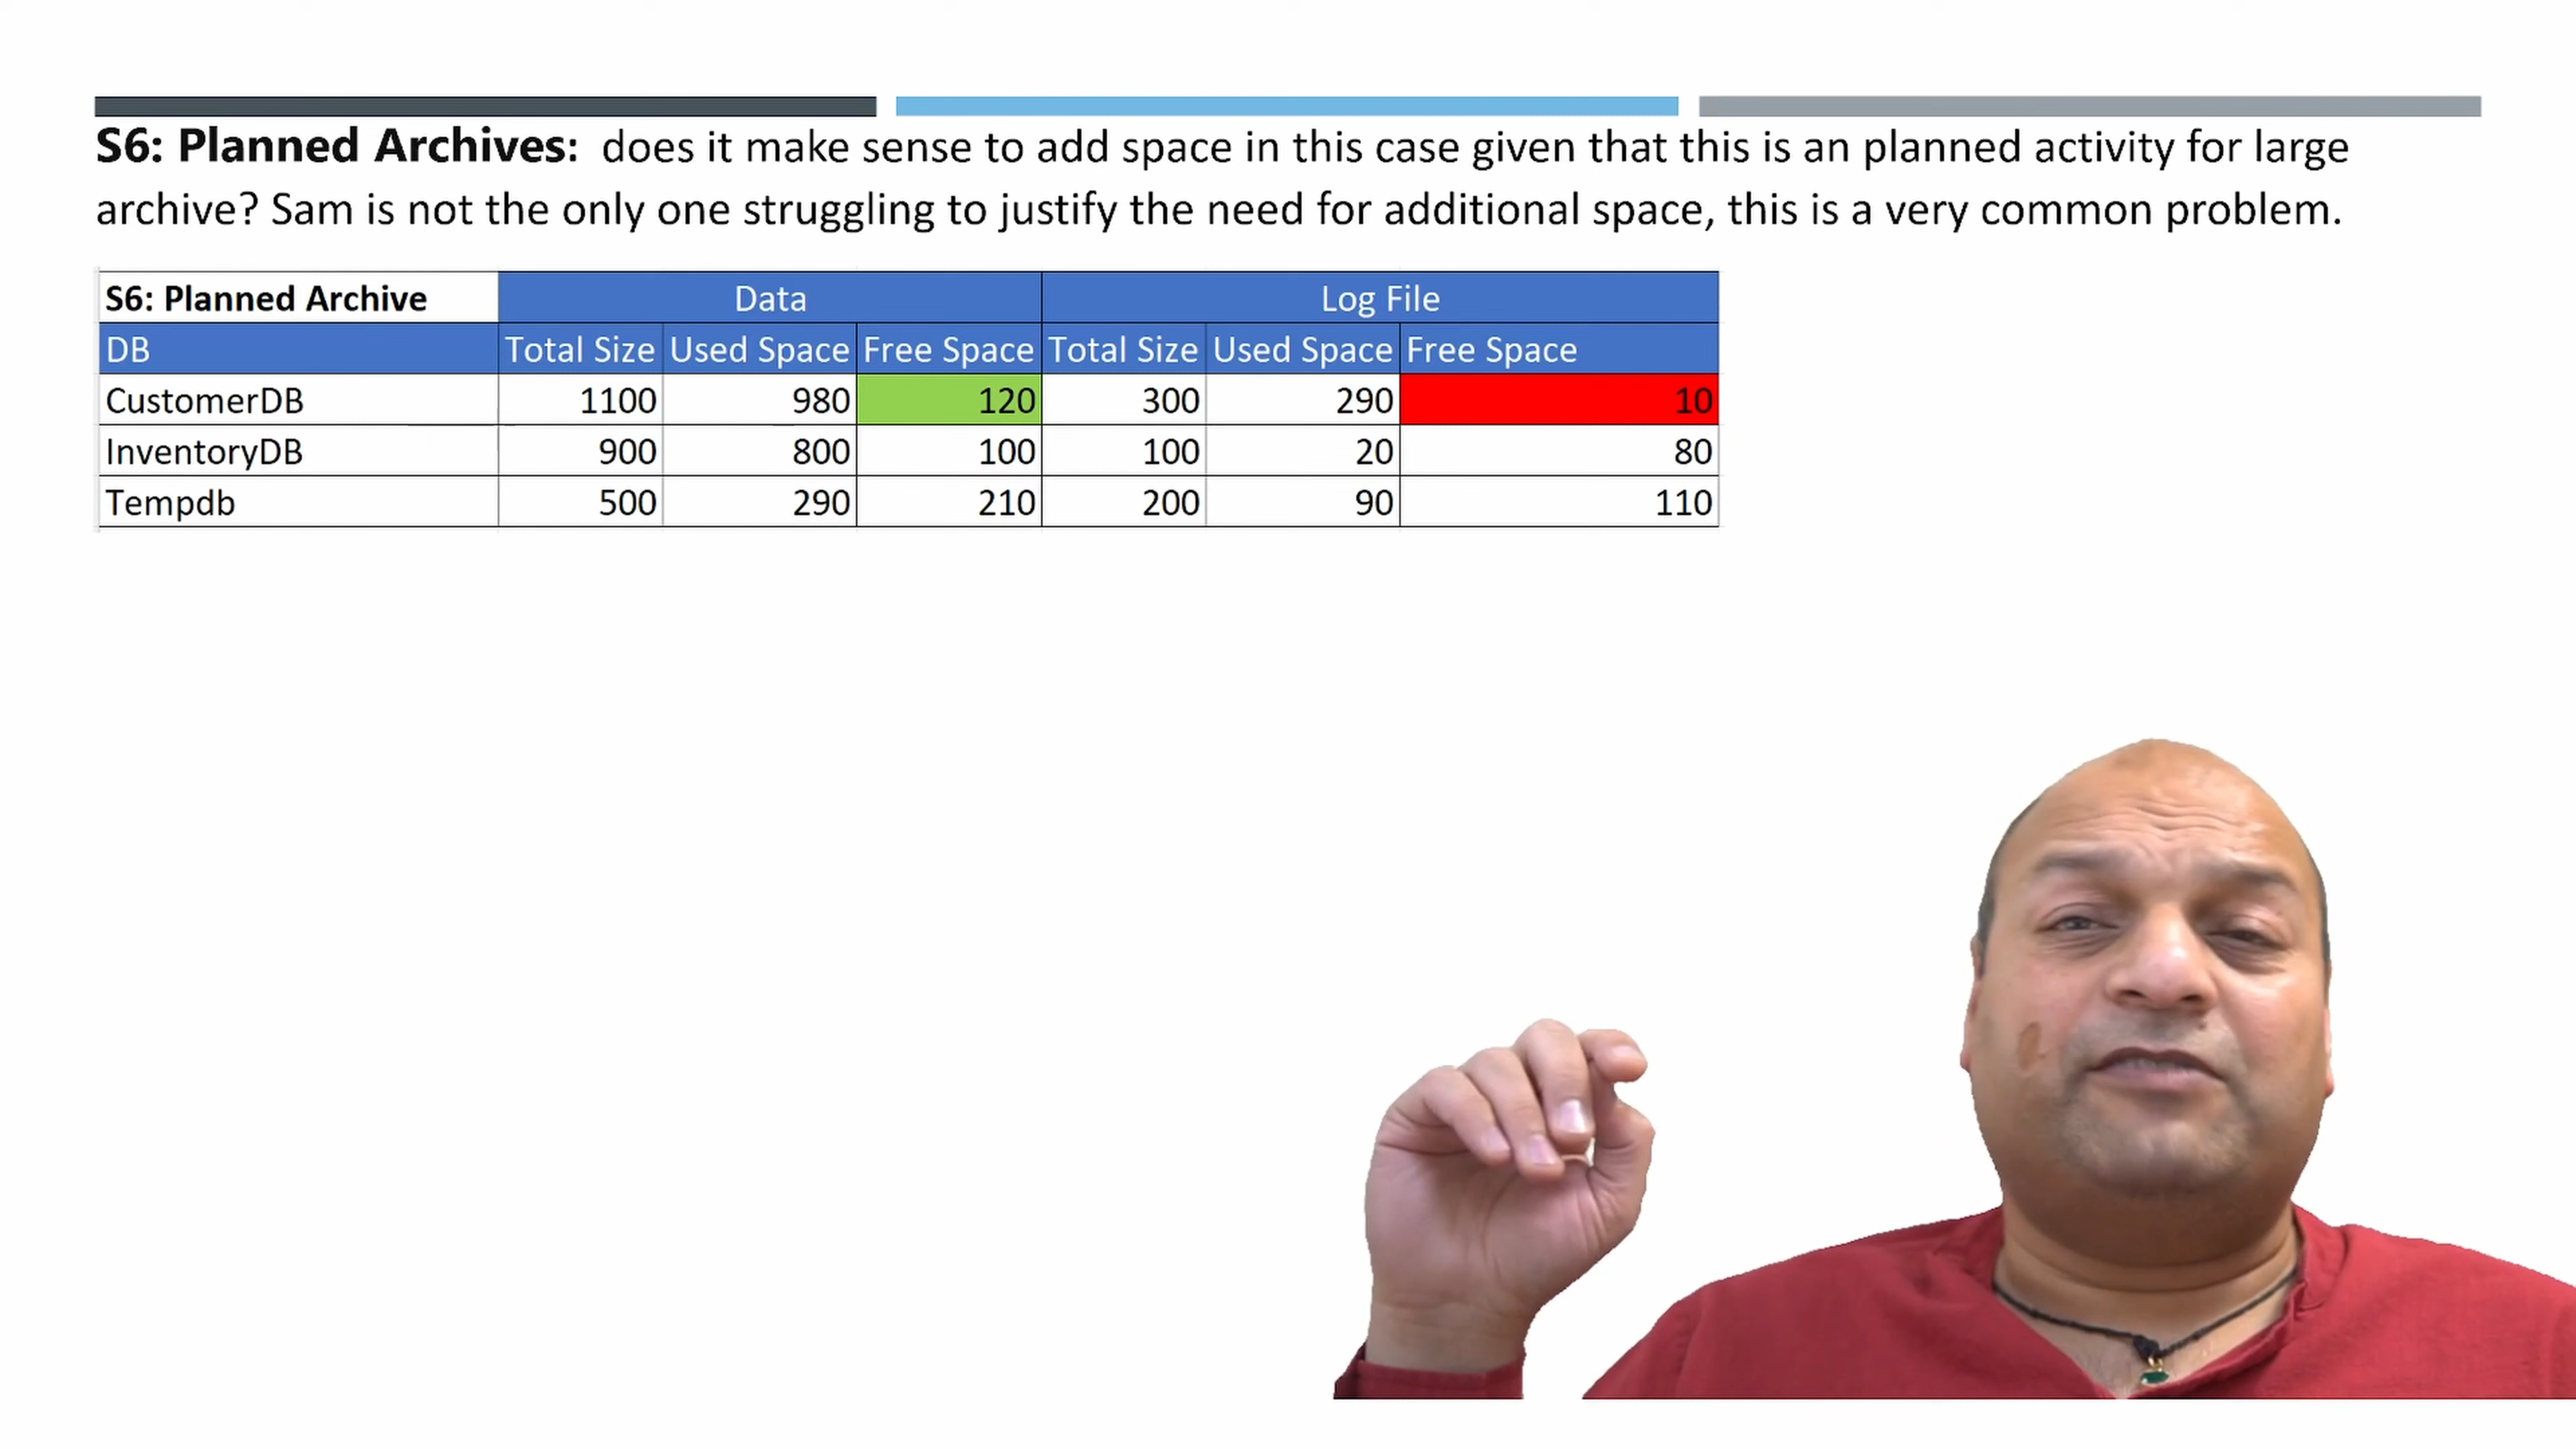 S6: Planned Archives: does it make sense to add space in this case given that this is an planned activity for large
archive? Sam is not the only one struggling to justify the need for additional space, this is a very common problem.
S6: Planned Archive Data Log File
DB Total Size Used Space Free Space Total Size Used Space Free Space
CustomerDB 1100 980 120 300 290 10
InventoryDB 900 800 100 100 20 80
Tempdb 500 290 210 200 90 110